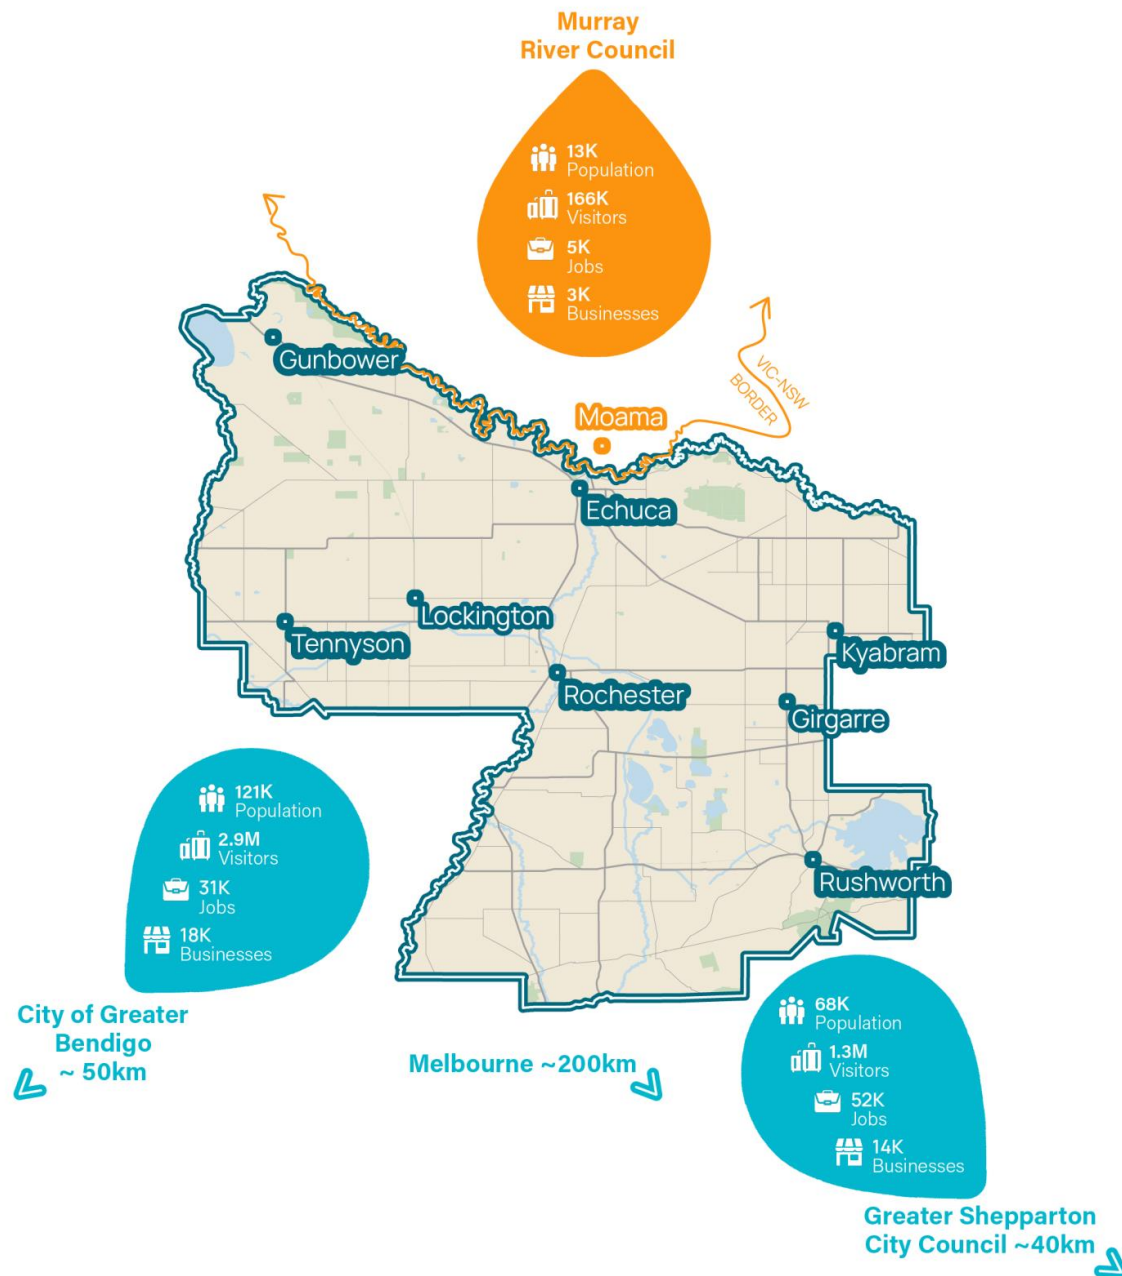 Murray
River Council
13K
Population
166K
Visitors
5K
Jobs
3K
Businesses
VIC-NSW
BORDER
Gunbower
Moama
Echuca
Lockington
Tennyson
Kyabram
Rochester
Girgarre
Rushworth
121K
Population
2.9M
Visitors
31K
Jobs
18K
Businesses
City of Greater
Bendigo
~ 50km
Melbourne ~200km
68K
Population
1.3M
Visitors
52K
Jobs
14K
Businesses
Greater Shepparton
City Council ~40km